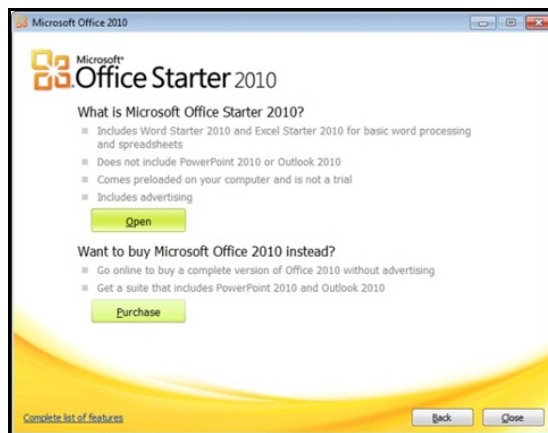 Microsoft Office 2010
Microsoft®
Office Starter 2010
What is Microsoft Office Starter 2010?
Includes Word Starter 2010 and Excel Starter 2010 for basic word processing
and spreadsheets
Does not include PowerPoint 2010 or Outlook 2010
Comes preloaded on your computer and is not a trial
Includes advertising
Open
Want to buy Microsoft Office 2010 instead?
Go online to buy a complete version of Office 2010 without advertising
Get a suite that includes PowerPoint 2010 and Outlook 2010
Purchase
Complete list of features
Back
Close